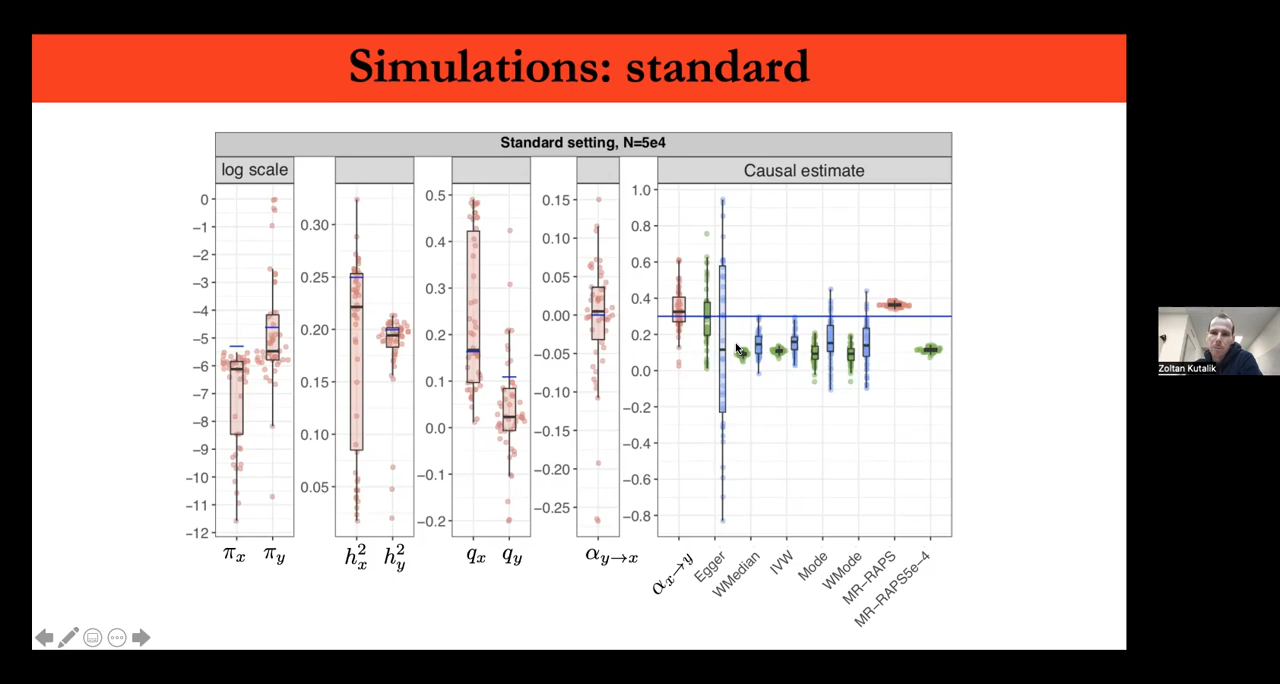 Simulations: standard
Standard setting, N=5e4
log scale
Causal estimate
0
−1
−2
−3
−4
−5
−6
−7
−8
−9
−10
−11
−12
0.30
0.25
0.20
0.15
0.10
0.05
0.5
0.4
0.3
0.2
0.1
0.0
−0.1
−0.2
0.15
0.10
0.05
0.00
−0.05
−0.10
−0.15
−0.20
−0.25
1.0
0.8
0.6
0.4
0.2
0.0
−0.2
−0.4
−0.6
−0.8
πx πy
h²x h²y
qx qy
αy→x
αx→y
Egger
WMedian
IVW
Mode
WMode
MR−RAPS
MR−RAPS5e−4
Zoltan Kutalik